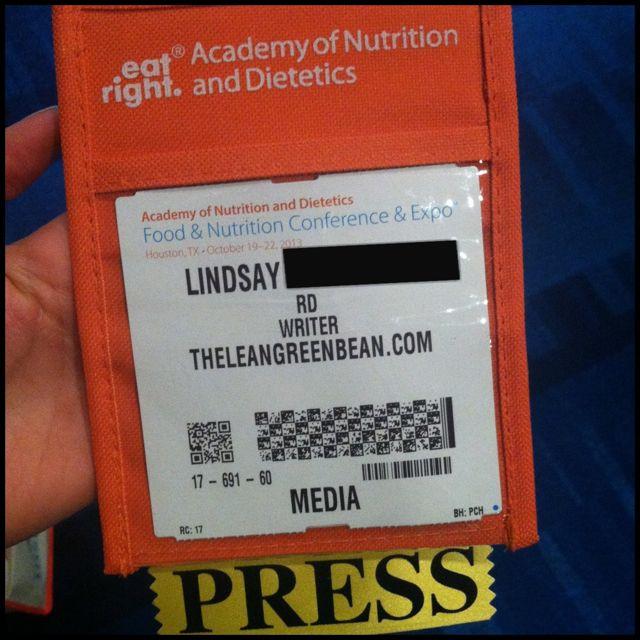 eat right.® Academy of Nutrition and Dietetics
Academy of Nutrition and Dietetics
Food & Nutrition Conference & Expo™
Houston, TX • October 19–22, 2013
LINDSAY
RD
WRITER
THELEANGREENBEAN.COM
17 - 691 - 60
MEDIA
RC: 17
BH: PCH
PRESS